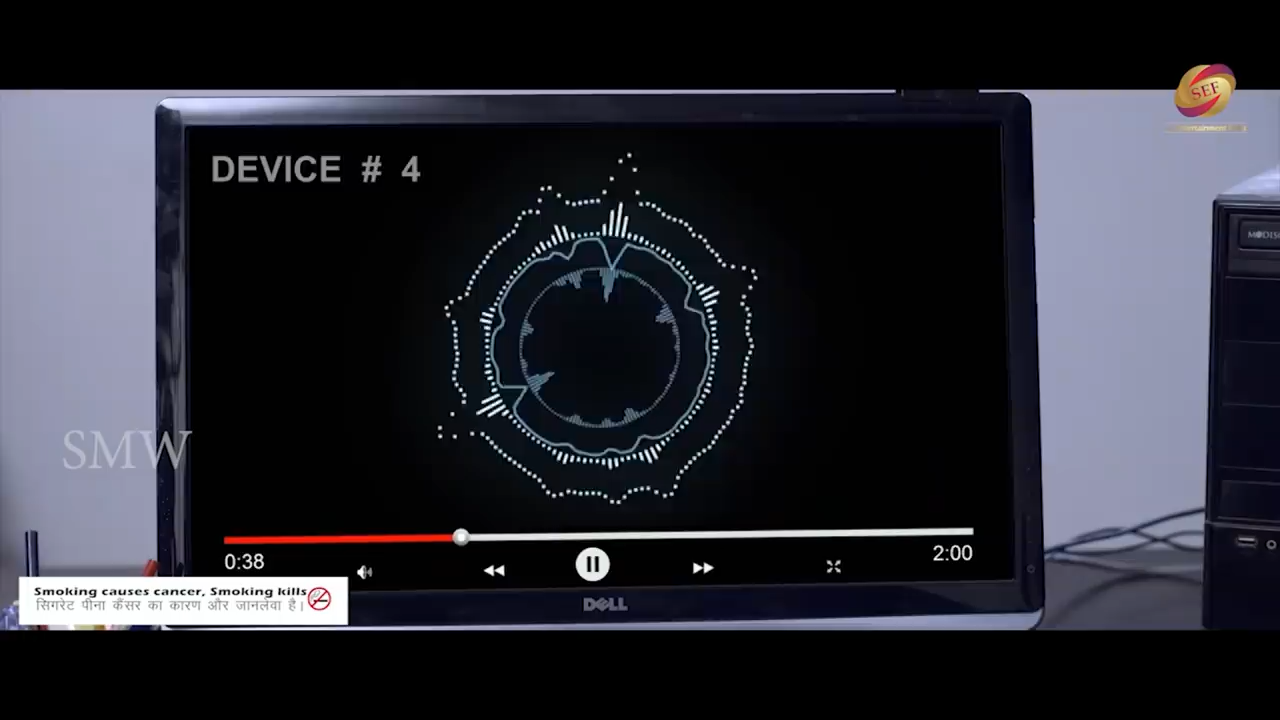 SEF
DEVICE # 4
SMW
0:38
2:00
DELL
Smoking causes cancer, Smoking kills
सिगरेट पीना कैंसर का कारण और जानलेवा है।